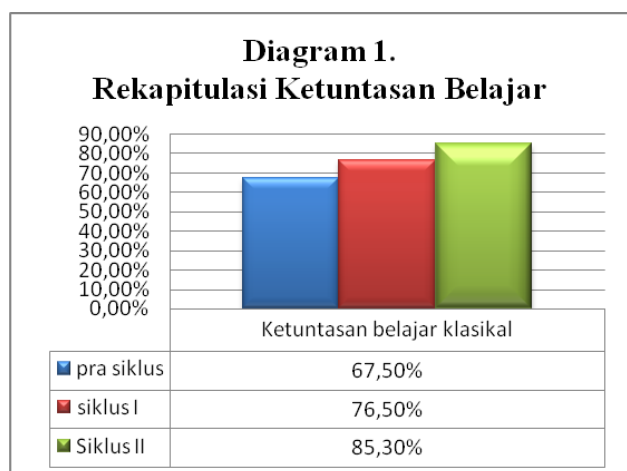 Diagram 1.
Rekapitulasi Ketuntasan Belajar
90,00%
80,00%
70,00%
60,00%
50,00%
40,00%
30,00%
20,00%
10,00%
0,00%
Ketuntasan belajar klasikal
pra siklus 67,50%
siklus I 76,50%
Siklus II 85,30%